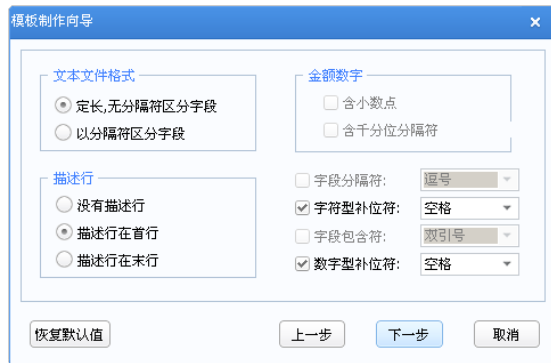 模板制作向导
文本文件格式
定长,无分隔符区分字段
以分隔符区分字段
金额数字
含小数点
含千分位分隔符
描述行
没有描述行
描述行在首行
描述行在末行
字段分隔符: 逗号
字符型补位符: 空格
字段包含符: 双引号
数字型补位符: 空格
恢复默认值
上一步
下一步
取消